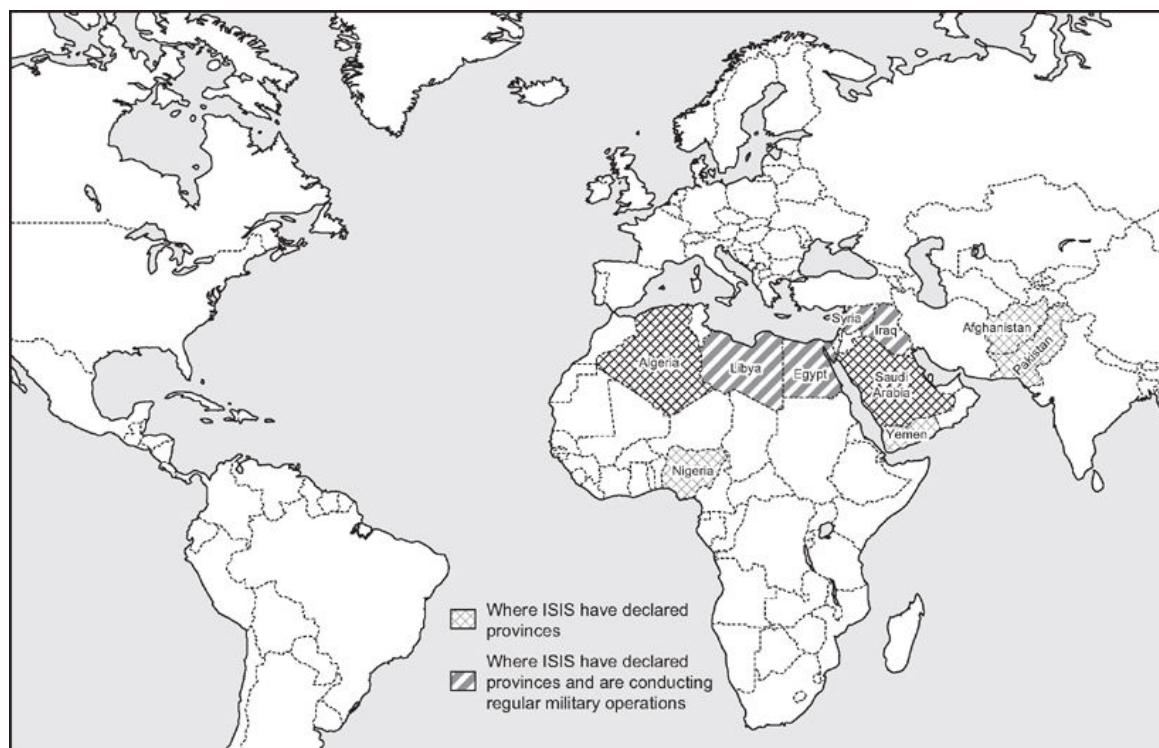 Syria
Iraq
Afghanistan
Pakistan
Algeria
Libya
Egypt
Saudi
Arabia
Yemen
Nigeria
Where ISIS have declared
provinces
Where ISIS have declared
provinces and are conducting
regular military operations